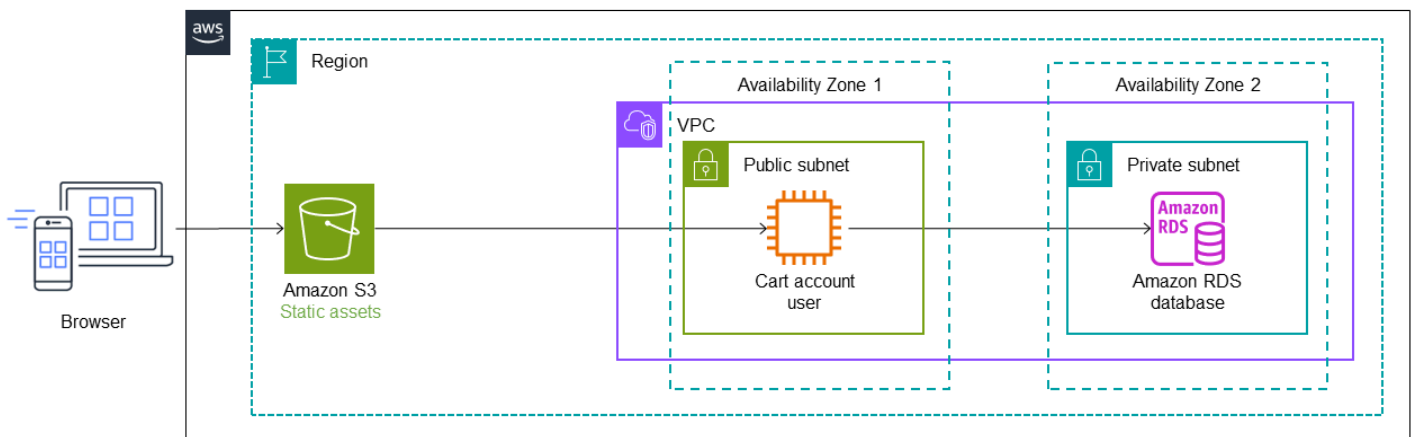 aws
Region
Availability Zone 1
Availability Zone 2
VPC
Public subnet
Private subnet
Amazon
RDS
Browser
Amazon S3
Static assets
Cart account
user
Amazon RDS
database